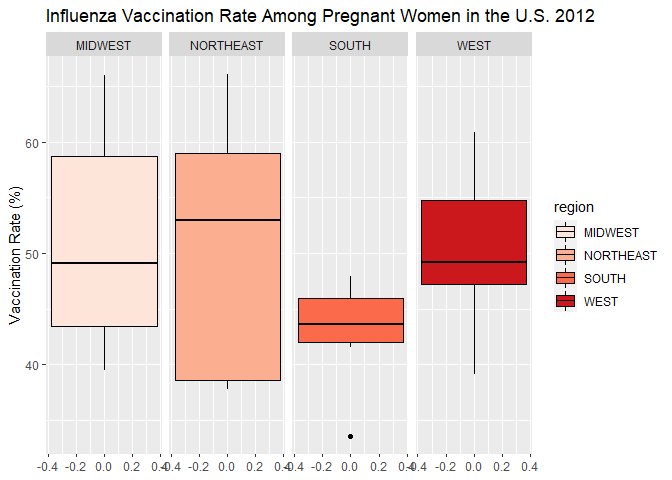 Influenza Vaccination Rate Among Pregnant Women in the U.S. 2012
MIDWEST NORTHEAST SOUTH WEST
60
50
40
Vaccination Rate (%)
-0.4 -0.2 0.0 0.2 0.4 -0.4 -0.2 0.0 0.2 0.4 -0.4 -0.2 0.0 0.2 0.4 -0.4 -0.2 0.0 0.2 0.4
region
MIDWEST
NORTHEAST
SOUTH
WEST